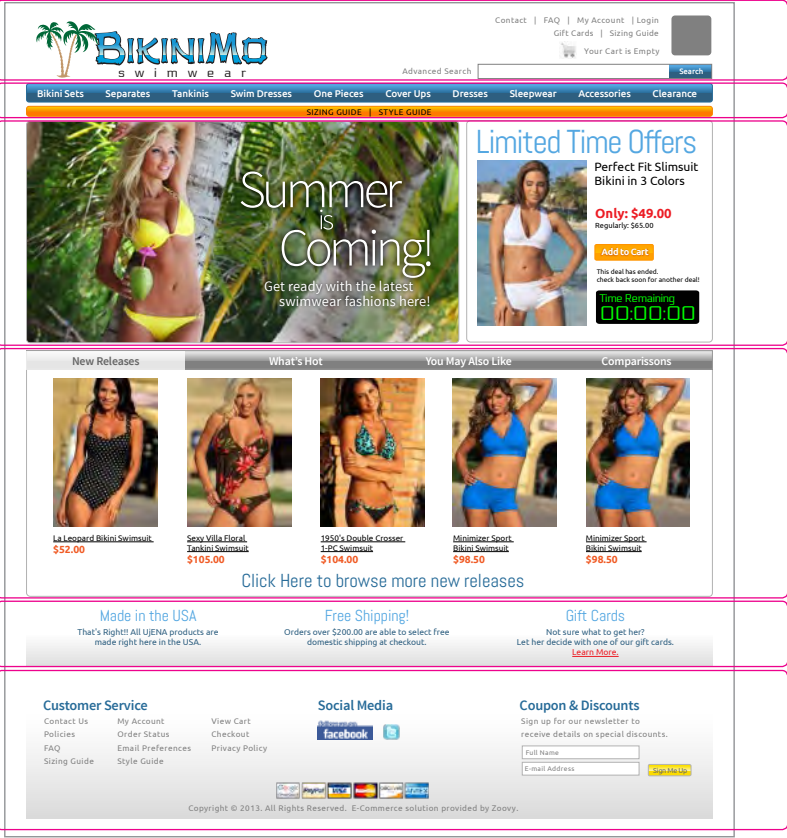 Contact | FAQ | My Account | Login
Gift Cards | Sizing Guide
Your Cart is Empty
BIKINIMO
swimwear
Advanced Search
Search
Bikini Sets Separates Tankinis Swim Dresses One Pieces Cover Ups Dresses Sleepwear Accessories Clearance
SIZING GUIDE | STYLE GUIDE
Summer
is
Coming!
Get ready with the latest
swimwear fashions here!
Limited Time Offers
Perfect Fit Slimsuit
Bikini in 3 Colors
Only: $49.00
Regularly: $65.00
Add to Cart
This deal has ended.
check back soon for another deal!
Time Remaining
00:00:00
New Releases What's Hot You May Also Like Comparissons
La Leopard Bikini Swimsuit
$52.00
Sexy Villa Floral
Tankini Swimsuit
$105.00
1950's Double Crosser
1-PC Swimsuit
$104.00
Minimizer Sport
Bikini Swimsuit
$98.50
Minimizer Sport
Bikini Swimsuit
$98.50
Click Here to browse more new releases
Made in the USA
That's Right!! All UjENA products are
made right here in the USA.
Free Shipping!
Orders over $200.00 are able to select free
domestic shipping at checkout.
Gift Cards
Not sure what to get her?
Let her decide with one of our gift cards.
Learn More.
Customer Service
Contact Us My Account View Cart
Policies Order Status Checkout
FAQ Email Preferences Privacy Policy
Sizing Guide Style Guide
Social Media
facebook
Coupon & Discounts
Sign up for our newsletter to
receive details on special discounts.
Full Name
E-mail Address
Sign Me Up
PayPal VISA
Copyright © 2013. All Rights Reserved. E-Commerce solution provided by Zoovy.